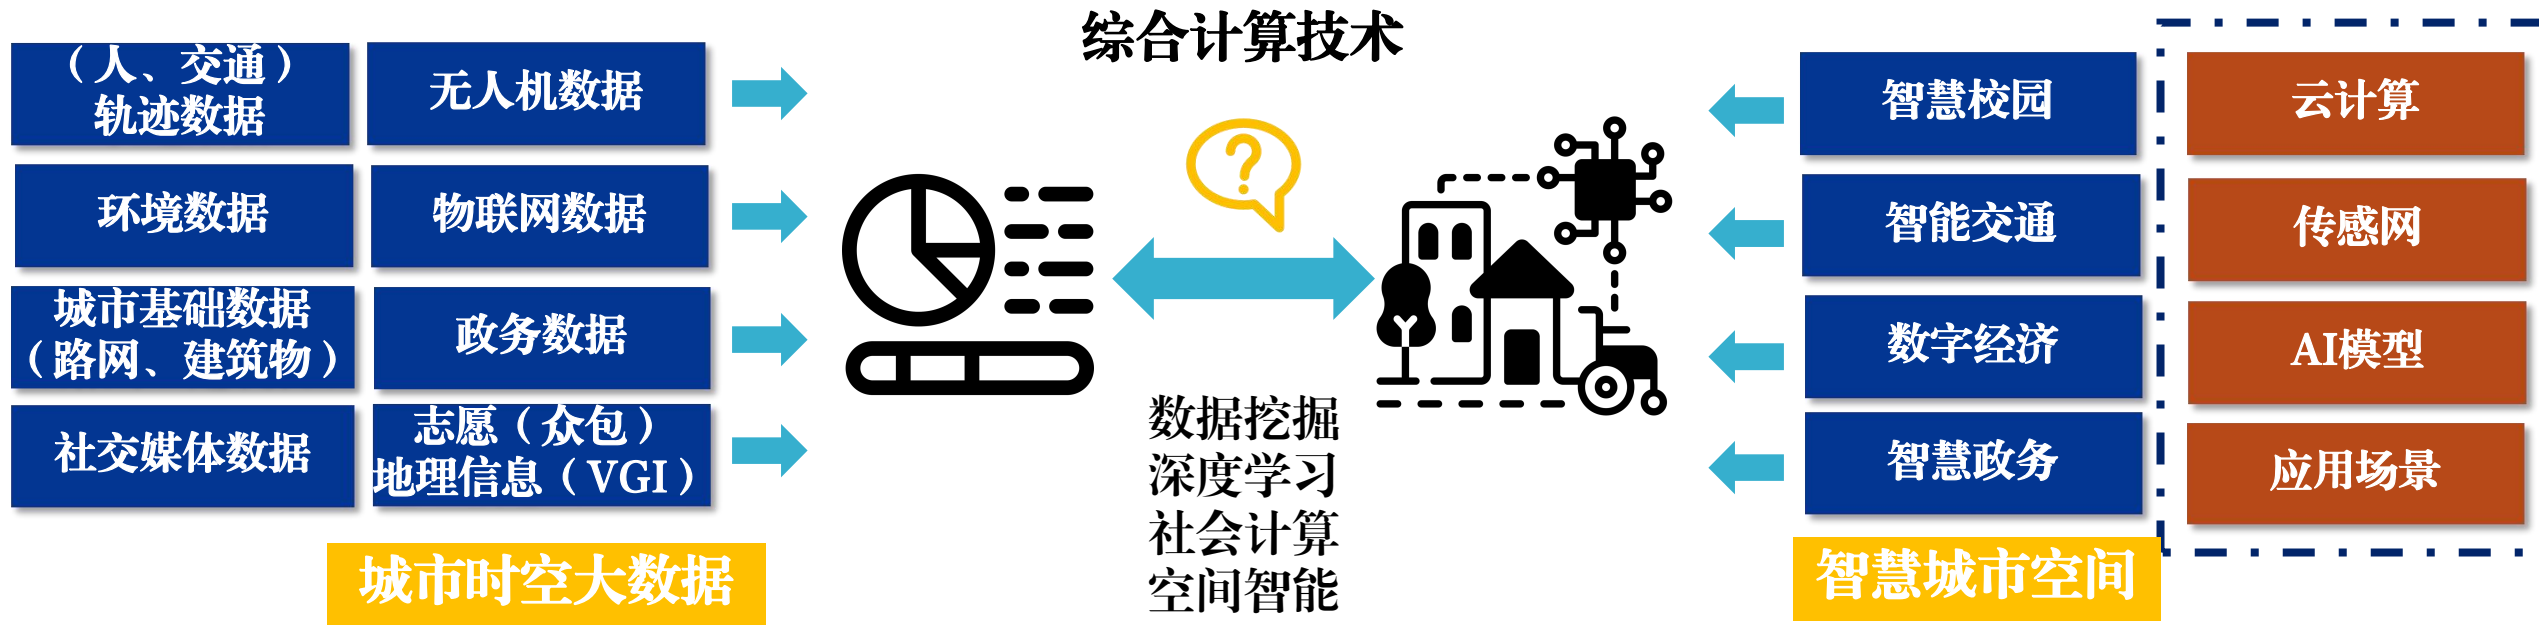 综合计算技术
（人、交通）
轨迹数据
无人机数据
环境数据
物联网数据
城市基础数据
（路网、建筑物）
政务数据
社交媒体数据
志愿（众包）
地理信息（VGI）
城市时空大数据
?
数据挖掘
深度学习
社会计算
空间智能
智慧校园
智能交通
数字经济
智慧政务
智慧城市空间
云计算
传感网
AI模型
应用场景